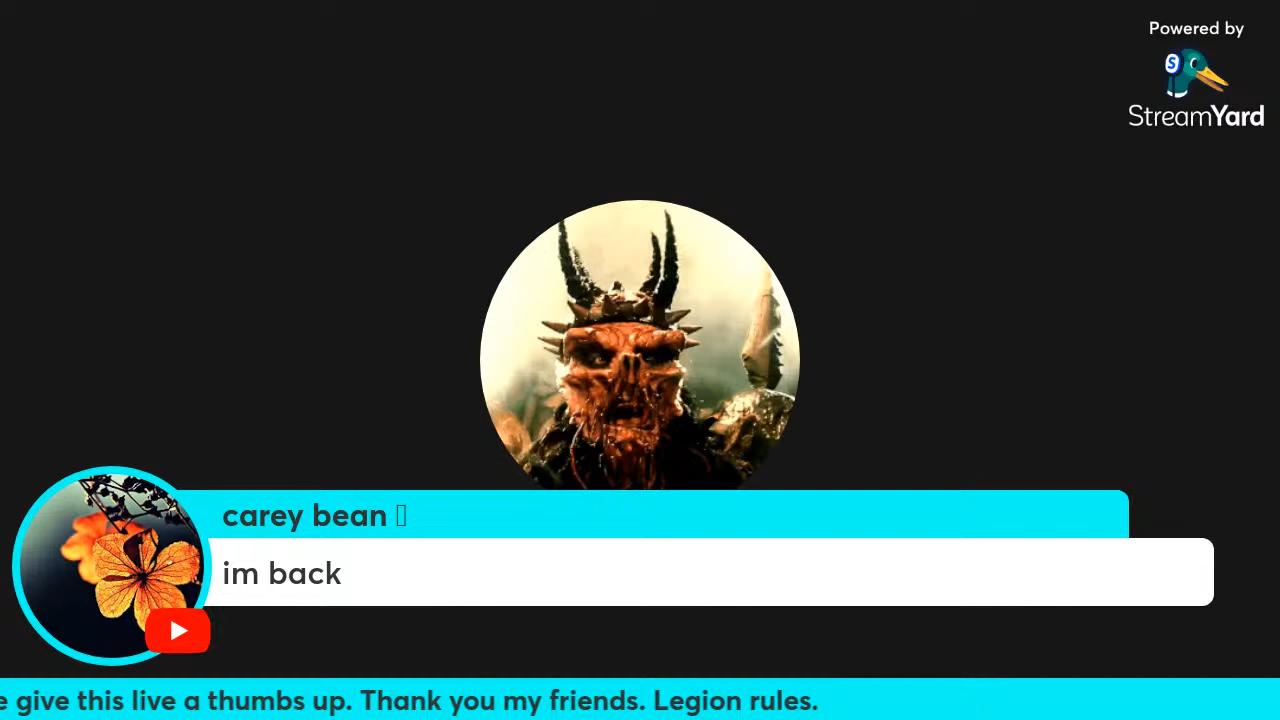 Powered by
S
StreamYard
carey bean
im back
e give this live a thumbs up. Thank you my friends. Legion rules.